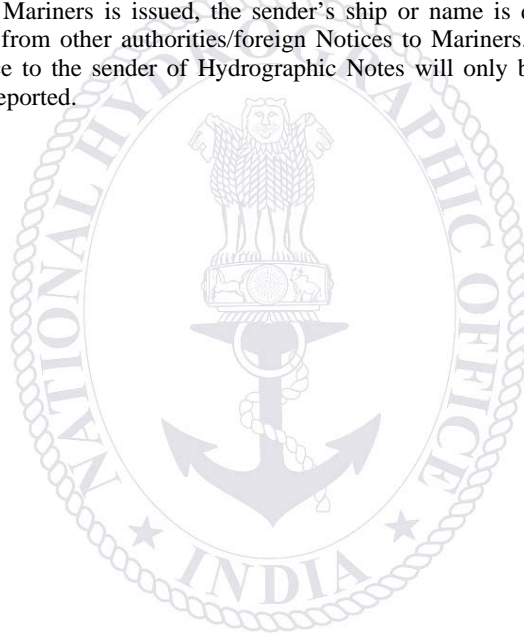 Mariners is issued, the sender's ship or name is
from other authorities/foreign Notices to Mariners.
to the sender of Hydrographic Notes will only
NATIONAL HYDROGRAPHIC OFFICE
INDIA